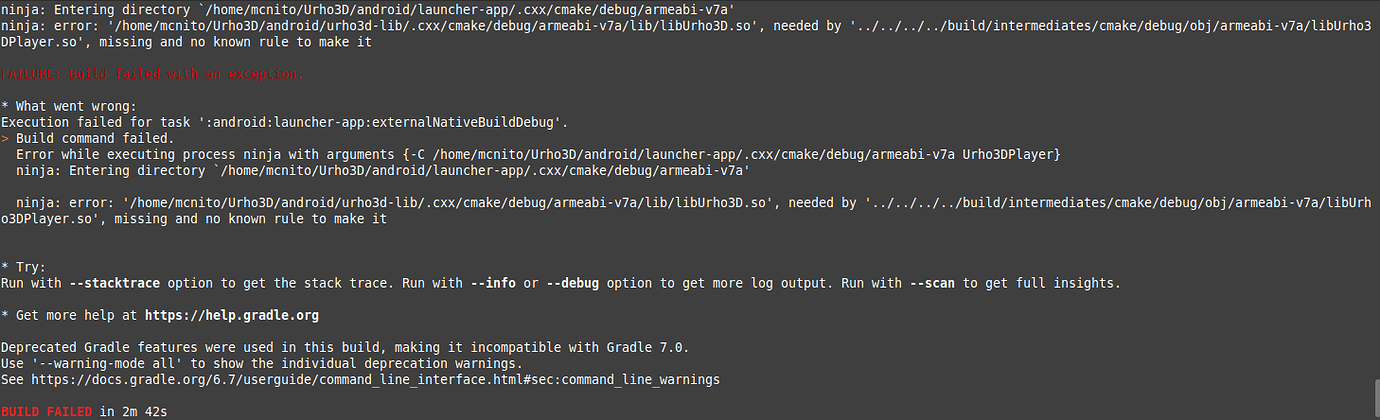 ninja: Entering directory `/home/mcnito/Urho3D/android/launcher-app/.cxx/cmake/debug/armeabi-v7a'
ninja: error: '/home/mcnito/Urho3D/android/urho3d-lib/.cxx/cmake/debug/armeabi-v7a/lib/libUrho3D.so', needed by '../../../../build/intermediates/cmake/debug/obj/armeabi-v7a/libUrho3
DPlayer.so', missing and no known rule to make it
FAILURE: Build failed with an exception.
* What went wrong:
Execution failed for task ':android:launcher-app:externalNativeBuildDebug'.
> Build command failed.
Error while executing process ninja with arguments {-C /home/mcnito/Urho3D/android/launcher-app/.cxx/cmake/debug/armeabi-v7a Urho3DPlayer}
ninja: Entering directory `/home/mcnito/Urho3D/android/launcher-app/.cxx/cmake/debug/armeabi-v7a'
ninja: error: '/home/mcnito/Urho3D/android/urho3d-lib/.cxx/cmake/debug/armeabi-v7a/lib/libUrho3D.so', needed by '../../../../build/intermediates/cmake/debug/obj/armeabi-v7a/libUrh
o3DPlayer.so', missing and no known rule to make it
* Try:
Run with --stacktrace option to get the stack trace. Run with --info or --debug option to get more log output. Run with --scan to get full insights.
* Get more help at https://help.gradle.org
Deprecated Gradle features were used in this build, making it incompatible with Gradle 7.0.
Use '--warning-mode all' to show the individual deprecation warnings.
See https://docs.gradle.org/6.7/userguide/command_line_interface.html#sec:command_line_warnings
BUILD FAILED in 2m 42s